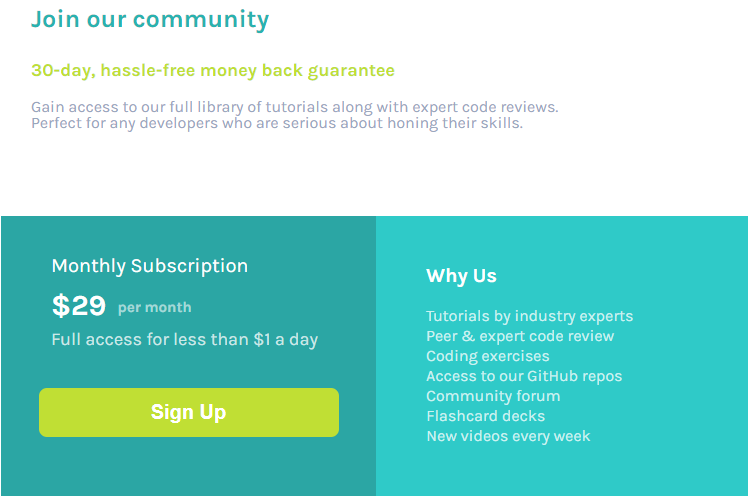 Join our community
30-day, hassle-free money back guarantee
Gain access to our full library of tutorials along with expert code reviews.
Perfect for any developers who are serious about honing their skills.
Monthly Subscription
$29 per month
Full access for less than $1 a day
Sign Up
Why Us
Tutorials by industry experts
Peer & expert code review
Coding exercises
Access to our GitHub repos
Community forum
Flashcard decks
New videos every week